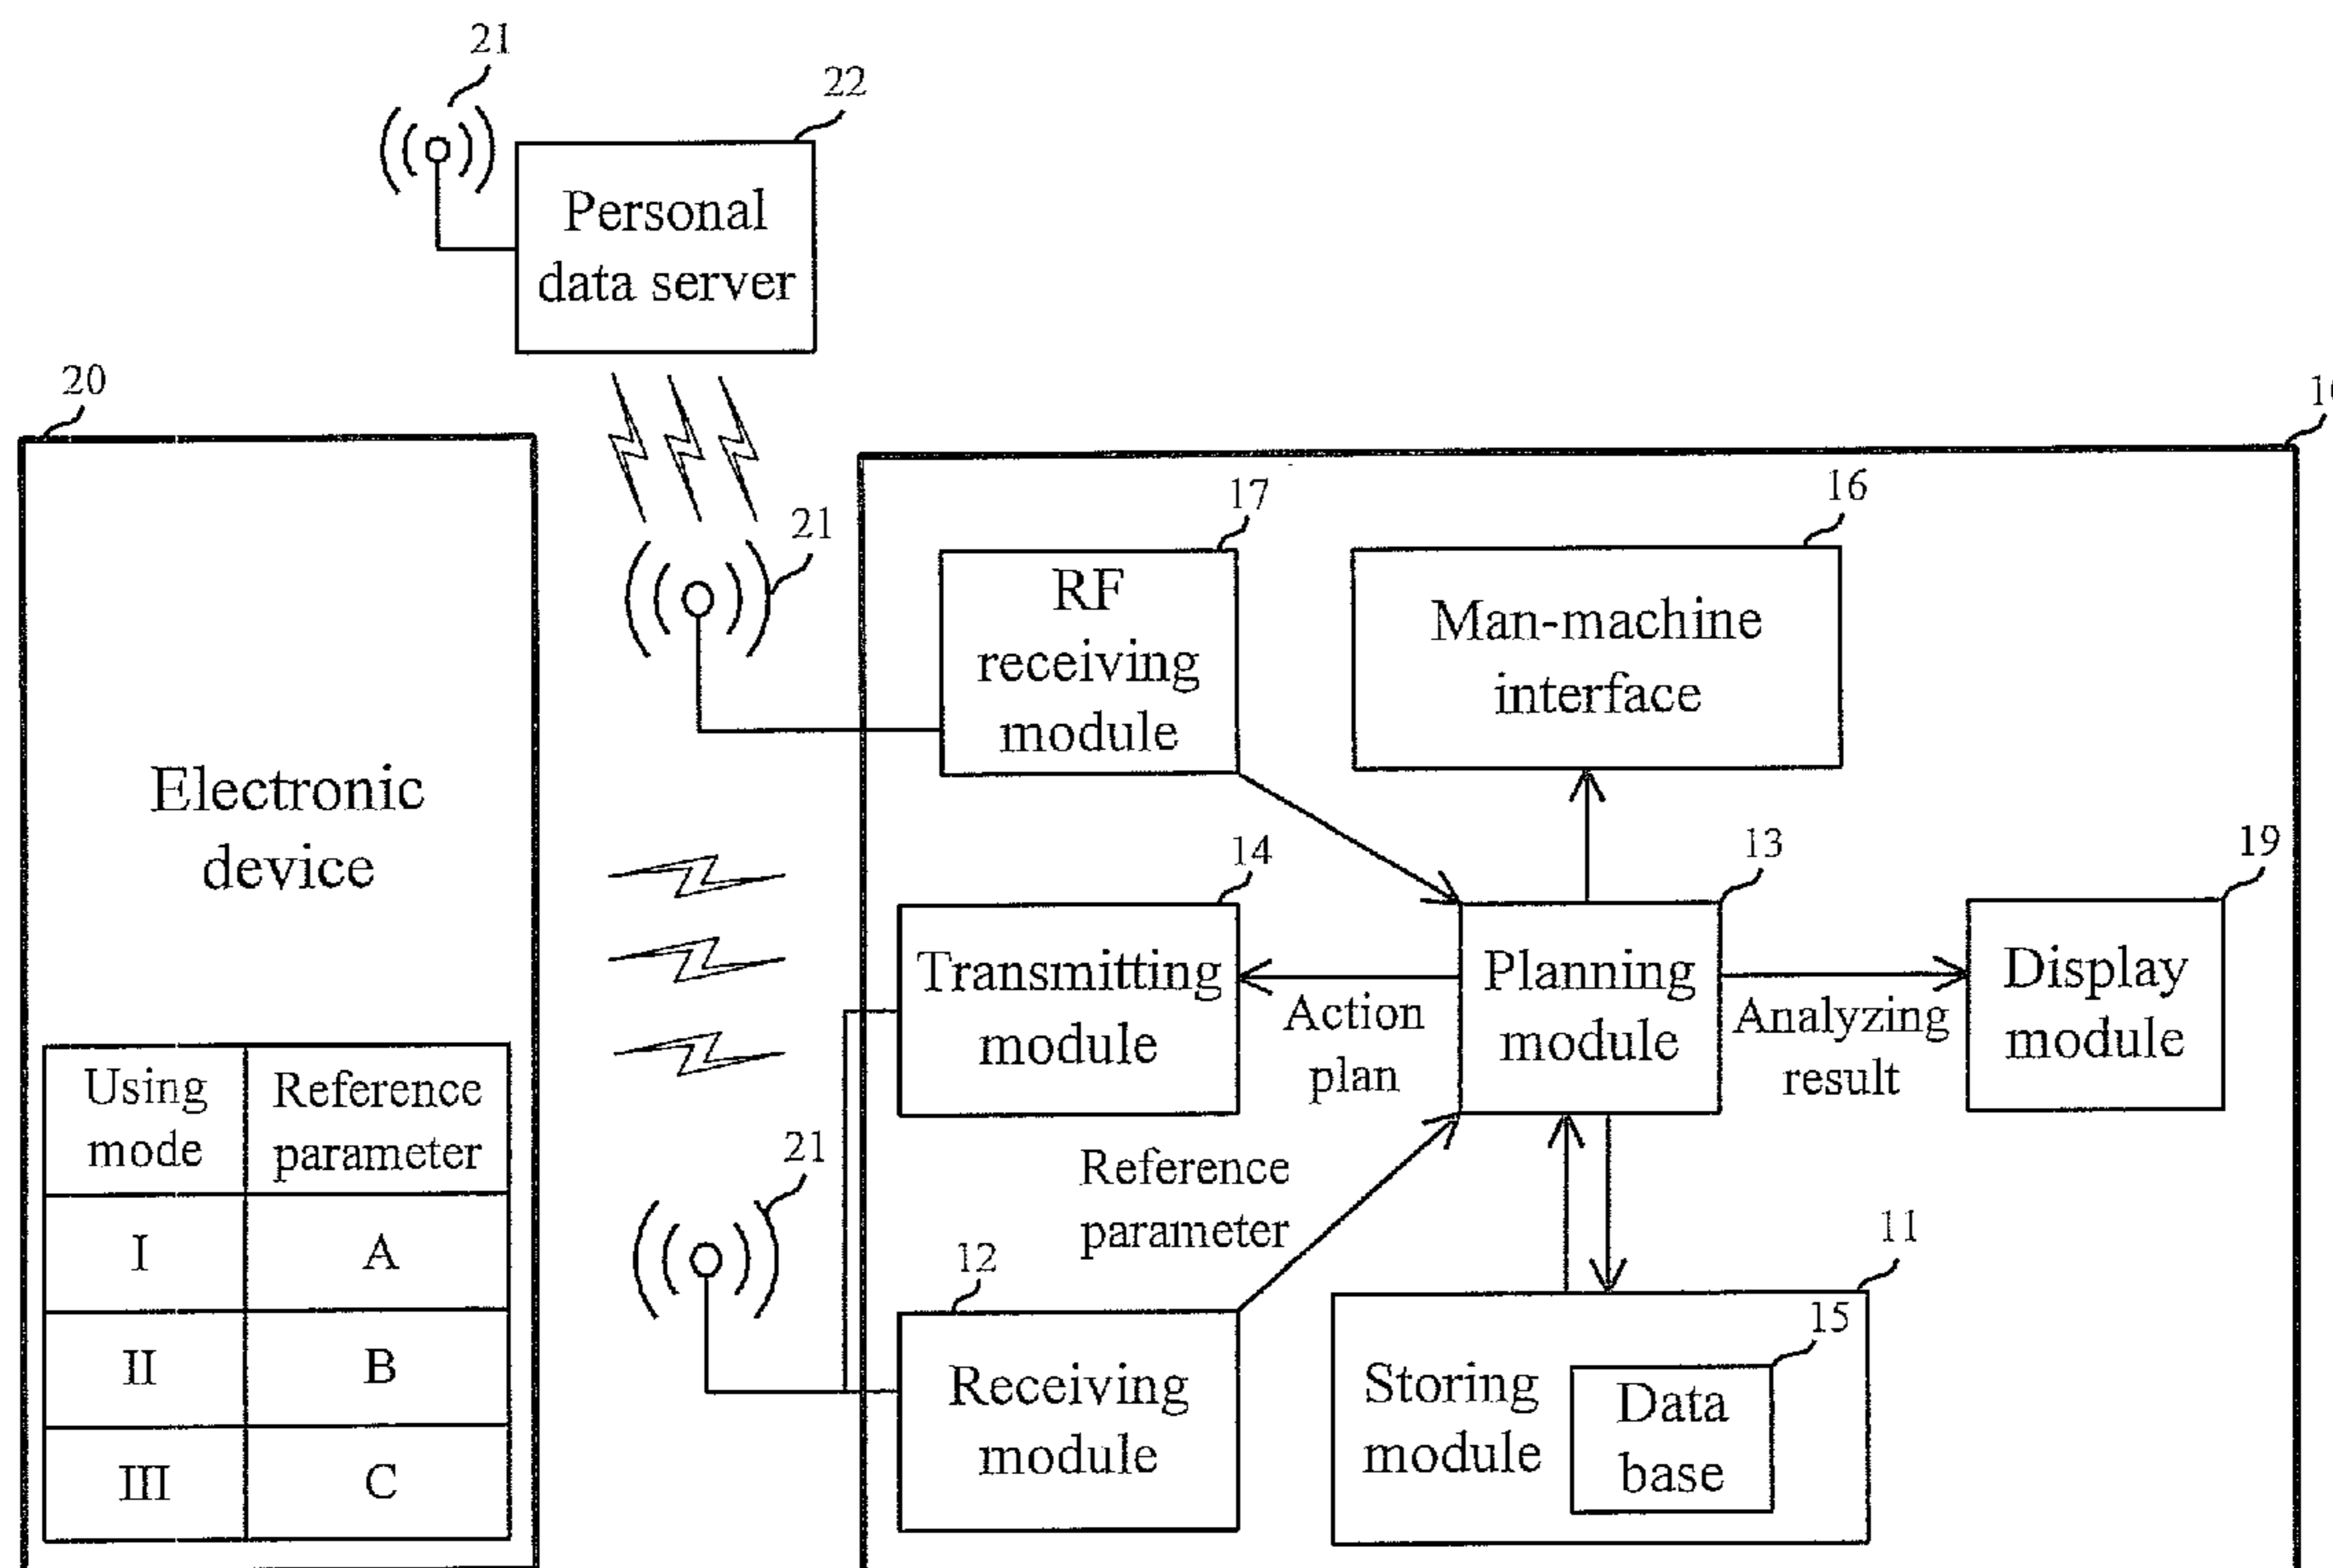 21
22
Personal
data server
20
21
17
RF
receiving
module
16
Man-machine
interface
Electronic
device
14
Transmitting
module
Action
plan
13
Planning
module
Analyzing
result
19
Display
module
Using
mode
Reference
parameter
I
A
II
B
III
C
21
Reference
parameter
12
Receiving
module
11
Storing
module
15
Data
base